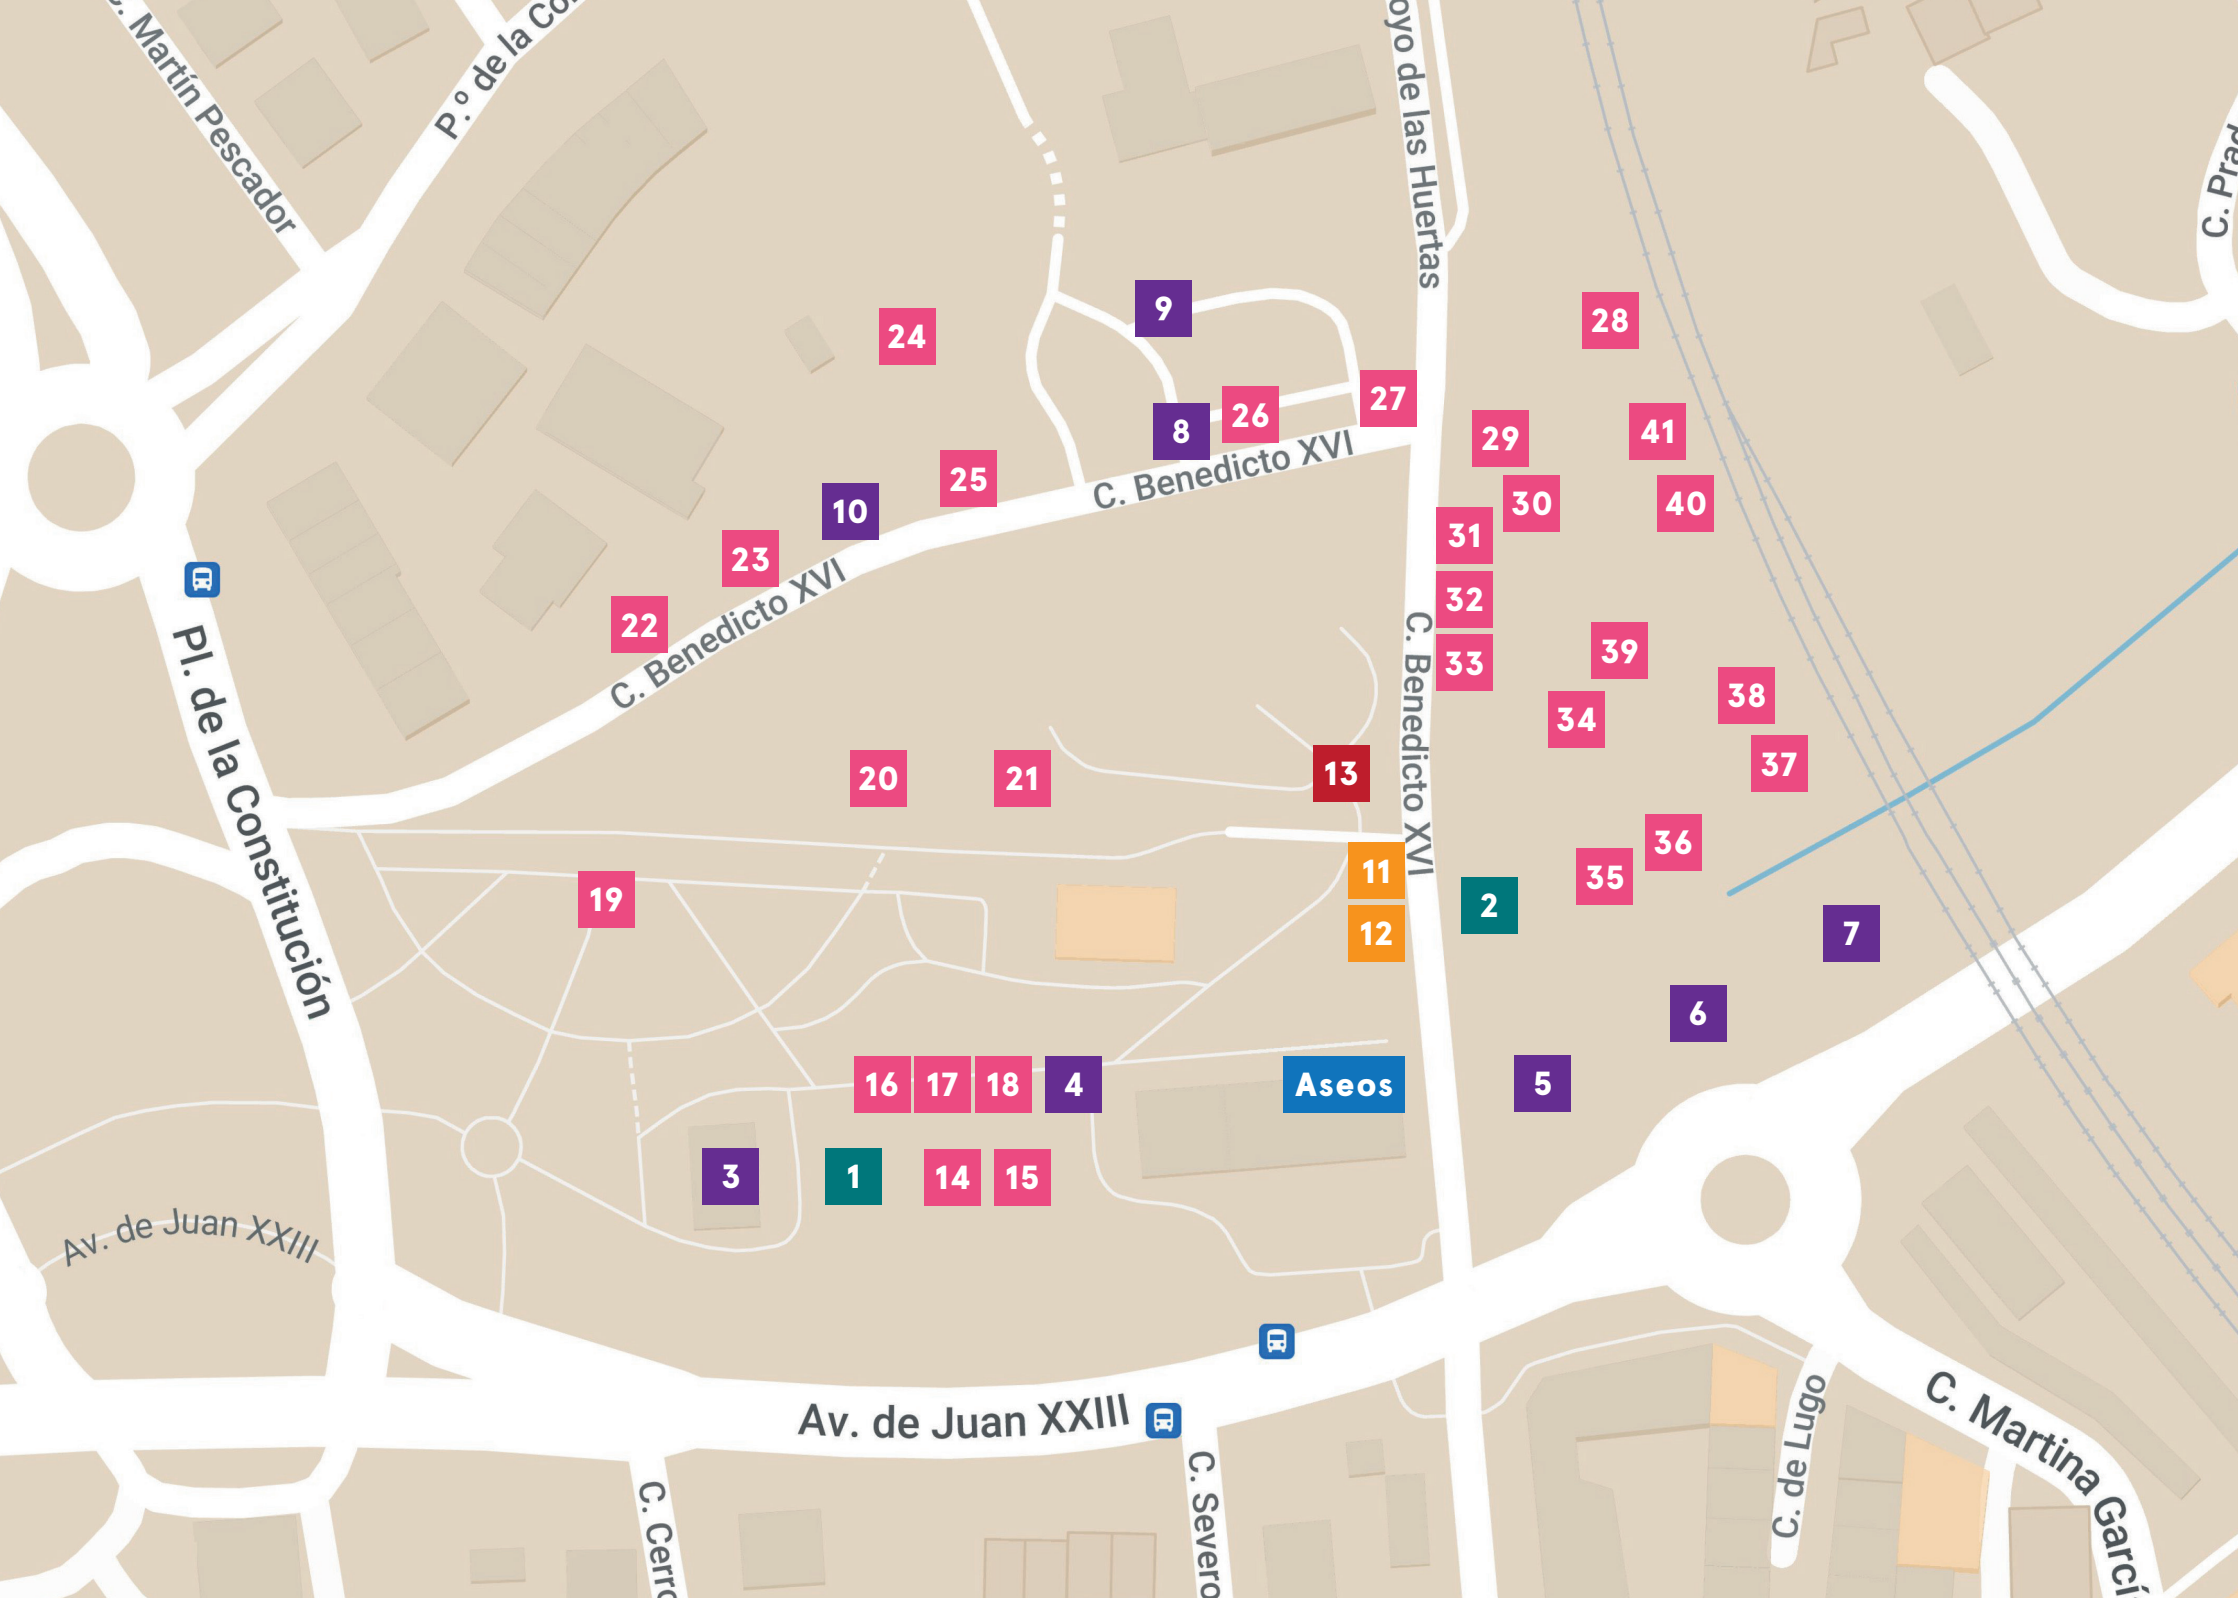 C. Martín Pescador
P.º de la Co
oyo de las Huertas
C. Prad
9
28
24
27
26
8
29
41
C. Benedicto XVI
25
30
40
10
31
23
32
22
C. Benedicto XVI
33
39
34
38
Pl. de la Constitución
20
21
13
37
C. Benedicto XVI
36
11
35
19
2
12
7
6
16
17
18
4
Aseos
5
3
1
14
15
Av. de Juan XXIII
Av. de Juan XXIII
C. Cerro
C. Severo
C. de Lugo
C. Martina Garcí